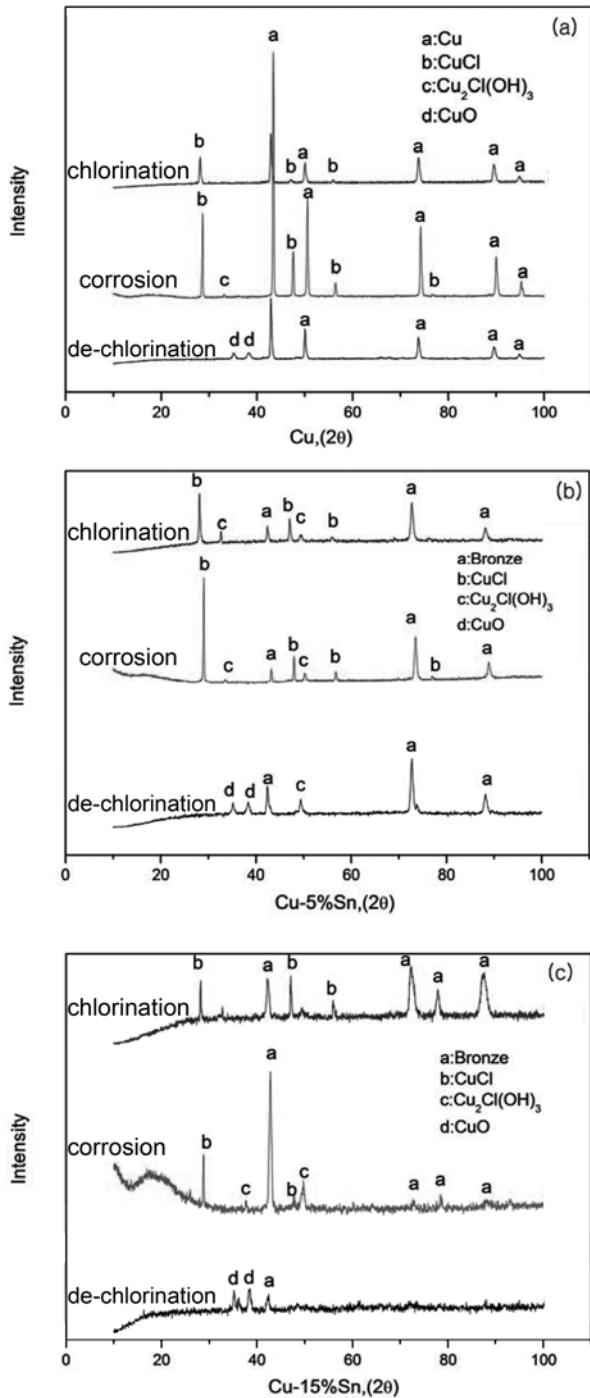 (a)
a
a:Cu
b:CuCl
c:Cu₂Cl(OH)₃
d:CuO
b
a
b
b
a
a
a
chlorination
b
a
b
c
b
a
b
a
a
corrosion
d d
a
a
a
a
de-chlorination
Intensity
0 20 40 60 80 100
Cu,(2θ)
(b)
b
c
a
b
c
b
a
a
chlorination
a:Bronze
b:CuCl
c:Cu₂Cl(OH)₃
d:CuO
b
c
a
b
c
b
a
b
a
corrosion
d d
a
c
a
a
de-chlorination
Intensity
0 20 40 60 80 100
Cu-5%Sn,(2θ)
(c)
b
a
b
b
a
a
a
chlorination
a:Bronze
b:CuCl
c:Cu₂Cl(OH)₃
d:CuO
a
b
c
b
c
a
a
a
corrosion
d d
a
de-chlorination
Intensity
0 20 40 60 80 100
Cu-15%Sn,(2θ)